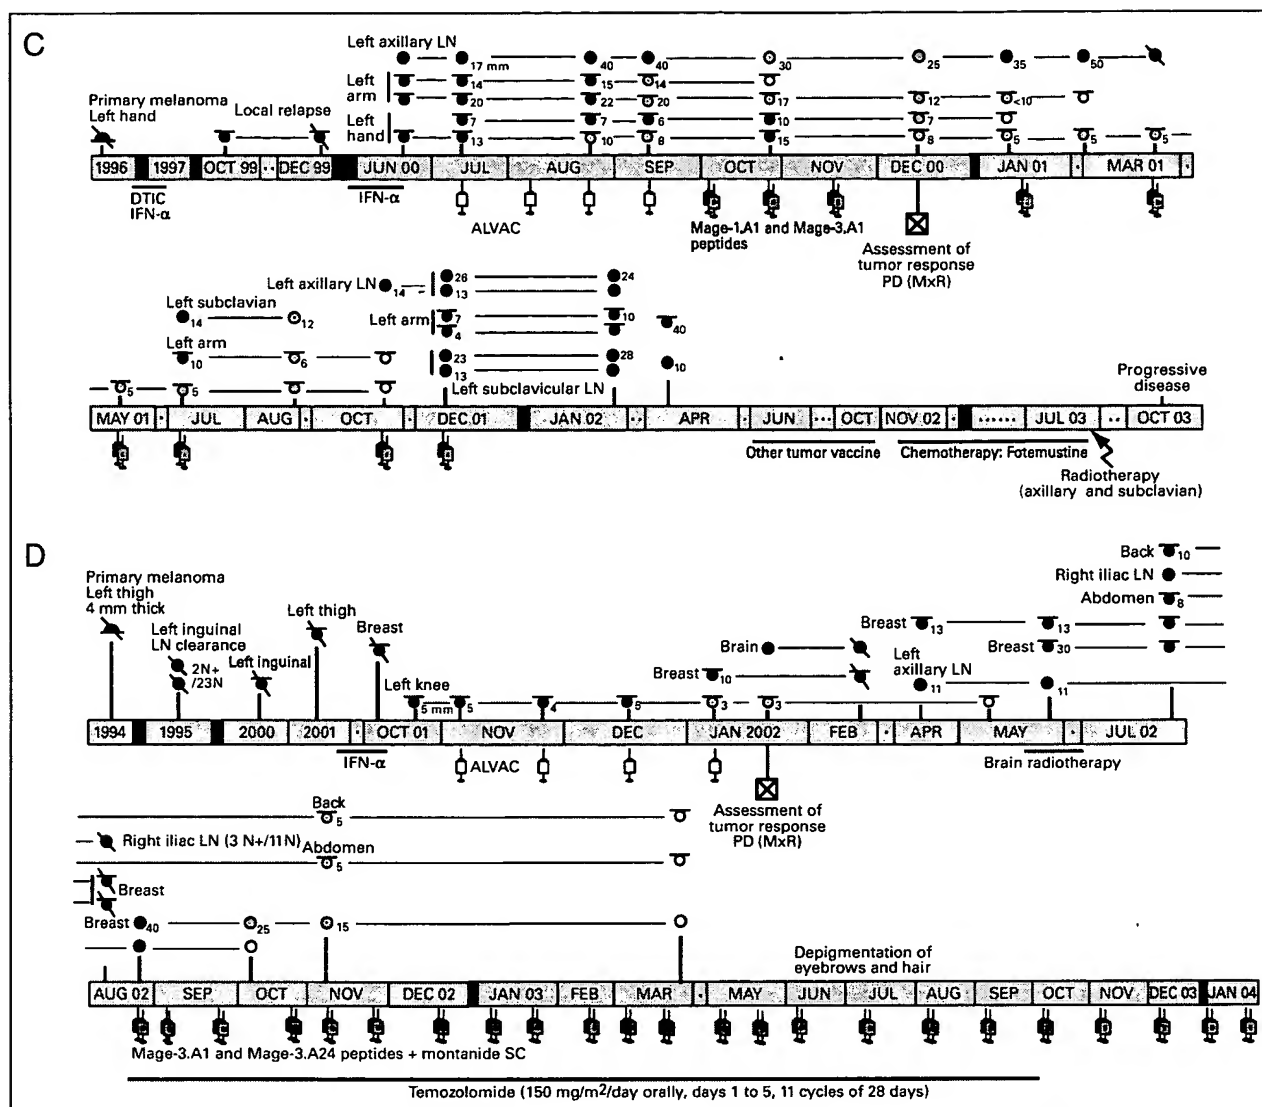 C
Left axillary LN
17 mm 40 40 30 25 35 50
Left arm
14 15 14
20 22 20 17 12 <10
Primary melanoma
Left hand
Local relapse
Left hand
7 7 6 10 7
13 10 8 15 8 5 5 5
1996 1997 OCT 99 DEC 99 JUN 00 JUL AUG SEP OCT NOV DEC 00 JAN 01 MAR 01
DTIC
IFN-α
IFN-α
ALVAC
Mage-1.A1 and Mage-3.A1
peptides
Assessment of
tumor response
PD (MxR)
Left axillary LN
14 26 24
13
Left subclavian
14 12
Left arm
7 10
4 40
Left arm
10 6
23 28
13 10
5 5
Left subclavicular LN
Progressive
disease
MAY 01 JUL AUG OCT DEC 01 JAN 02 APR JUN OCT NOV 02 JUL 03 OCT 03
Other tumor vaccine
Chemotherapy: Fotemustine
Radiotherapy
(axillary and subclavian)
D
Back 10
Right iliac LN
Abdomen 8
Primary melanoma
Left thigh
4 mm thick
Left inguinal
LN clearance
2N+
/23N
Left inguinal
Left thigh
Breast
Left knee
5 mm 5 4 5 3 3
Brain
Breast
10
Breast
13 13
Breast
30
Left
axillary LN
11 11
1994 1995 2000 2001 OCT 01 NOV DEC JAN 2002 FEB APR MAY JUL 02
IFN-α
ALVAC
Brain radiotherapy
Assessment of
tumor response
PD (MxR)
Back
5
Right iliac LN (3 N+/11N)
Abdomen
5
Breast
Breast 40 25 15
Depigmentation of
eyebrows and hair
AUG 02 SEP OCT NOV DEC 02 JAN 03 FEB MAR MAY JUN JUL AUG SEP OCT NOV DEC 03 JAN 04
Mage-3.A1 and Mage-3.A24 peptides + montanide SC
Temozolomide (150 mg/m²/day orally, days 1 to 5, 11 cycles of 28 days)